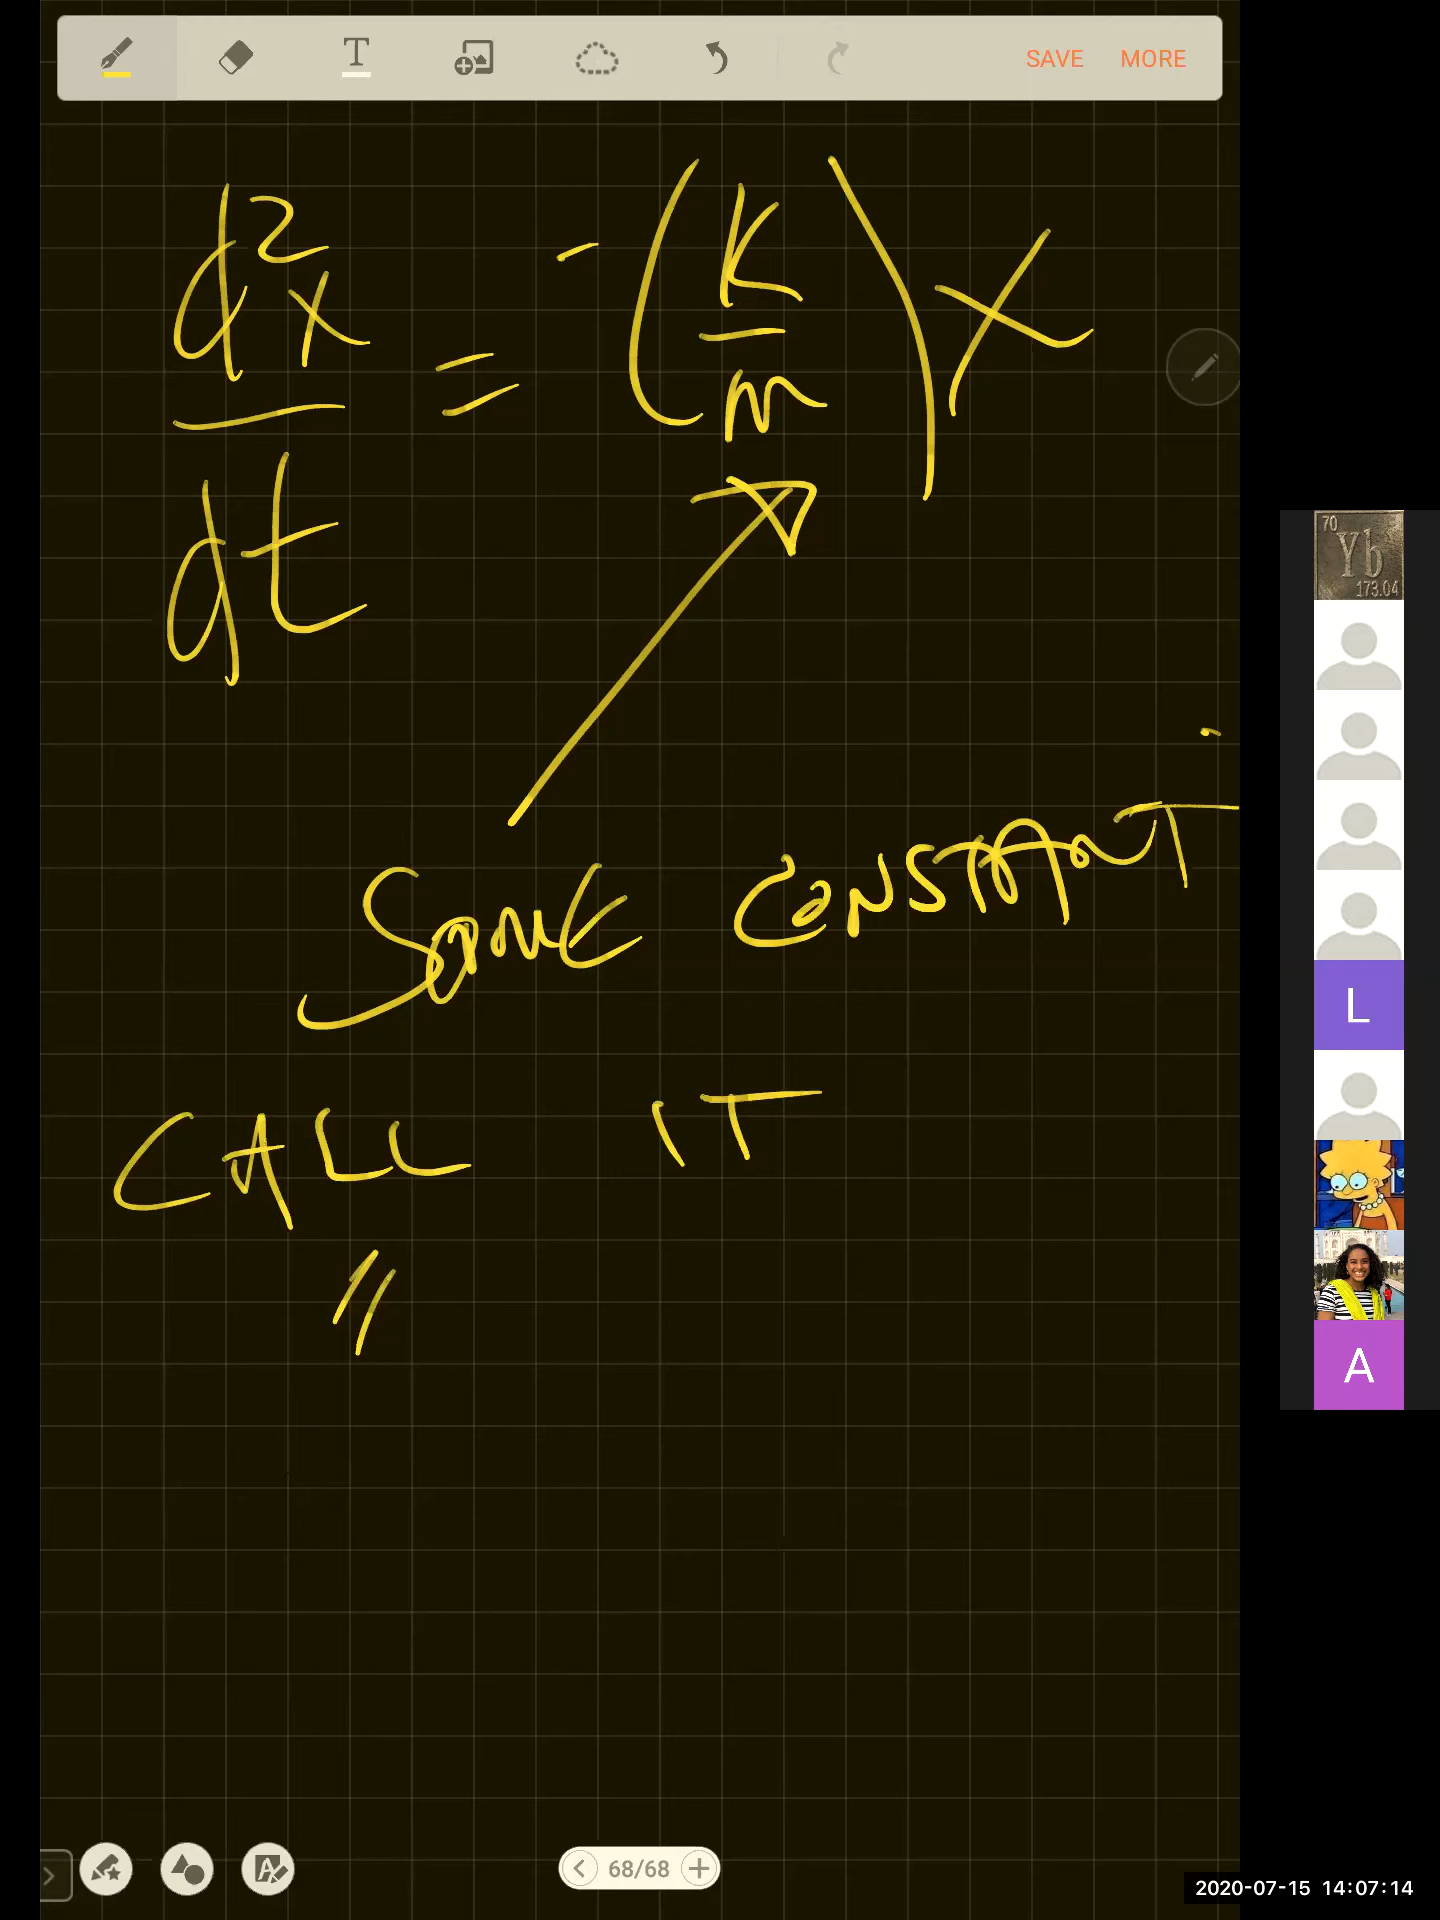 T SAVE MORE
d²x
dt
= - (k/m) x
SOME CONSTANT
CALL IT
70
Yb
173.04
L
A
68/68
2020-07-15 14:07:14